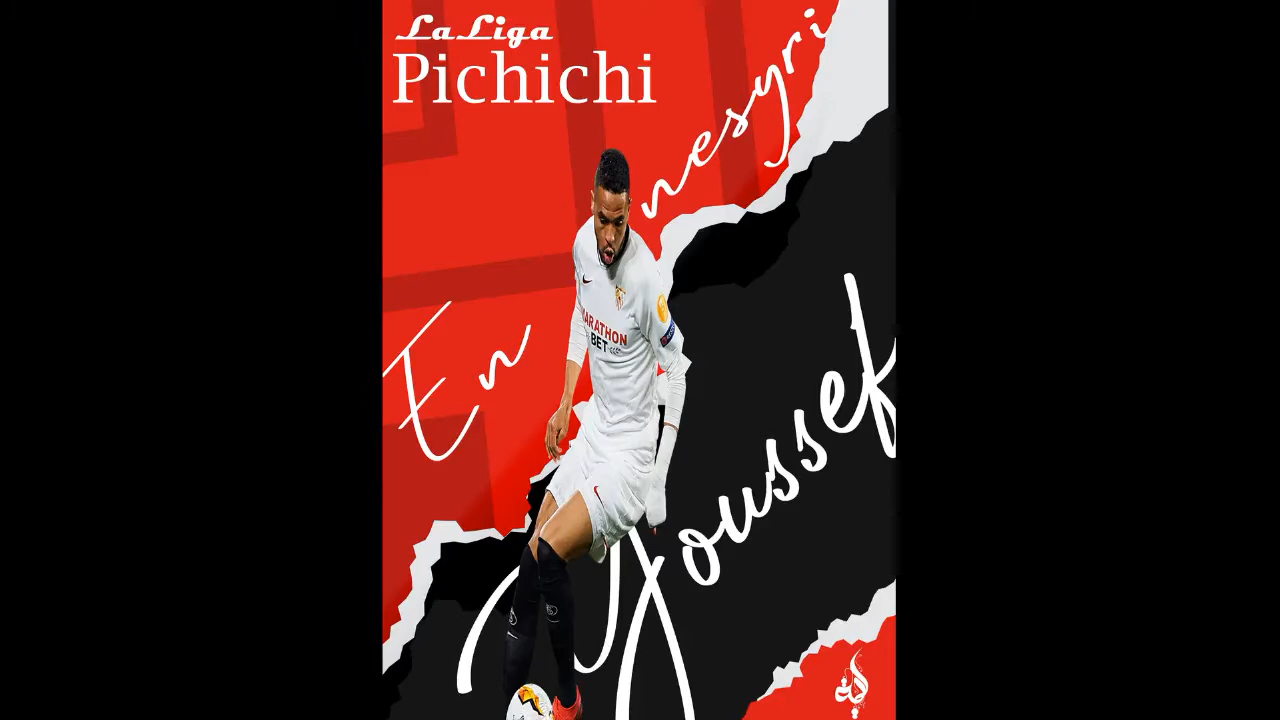 LaLiga
Pichichi
En nesyri
MARATHON
BET
Youssef